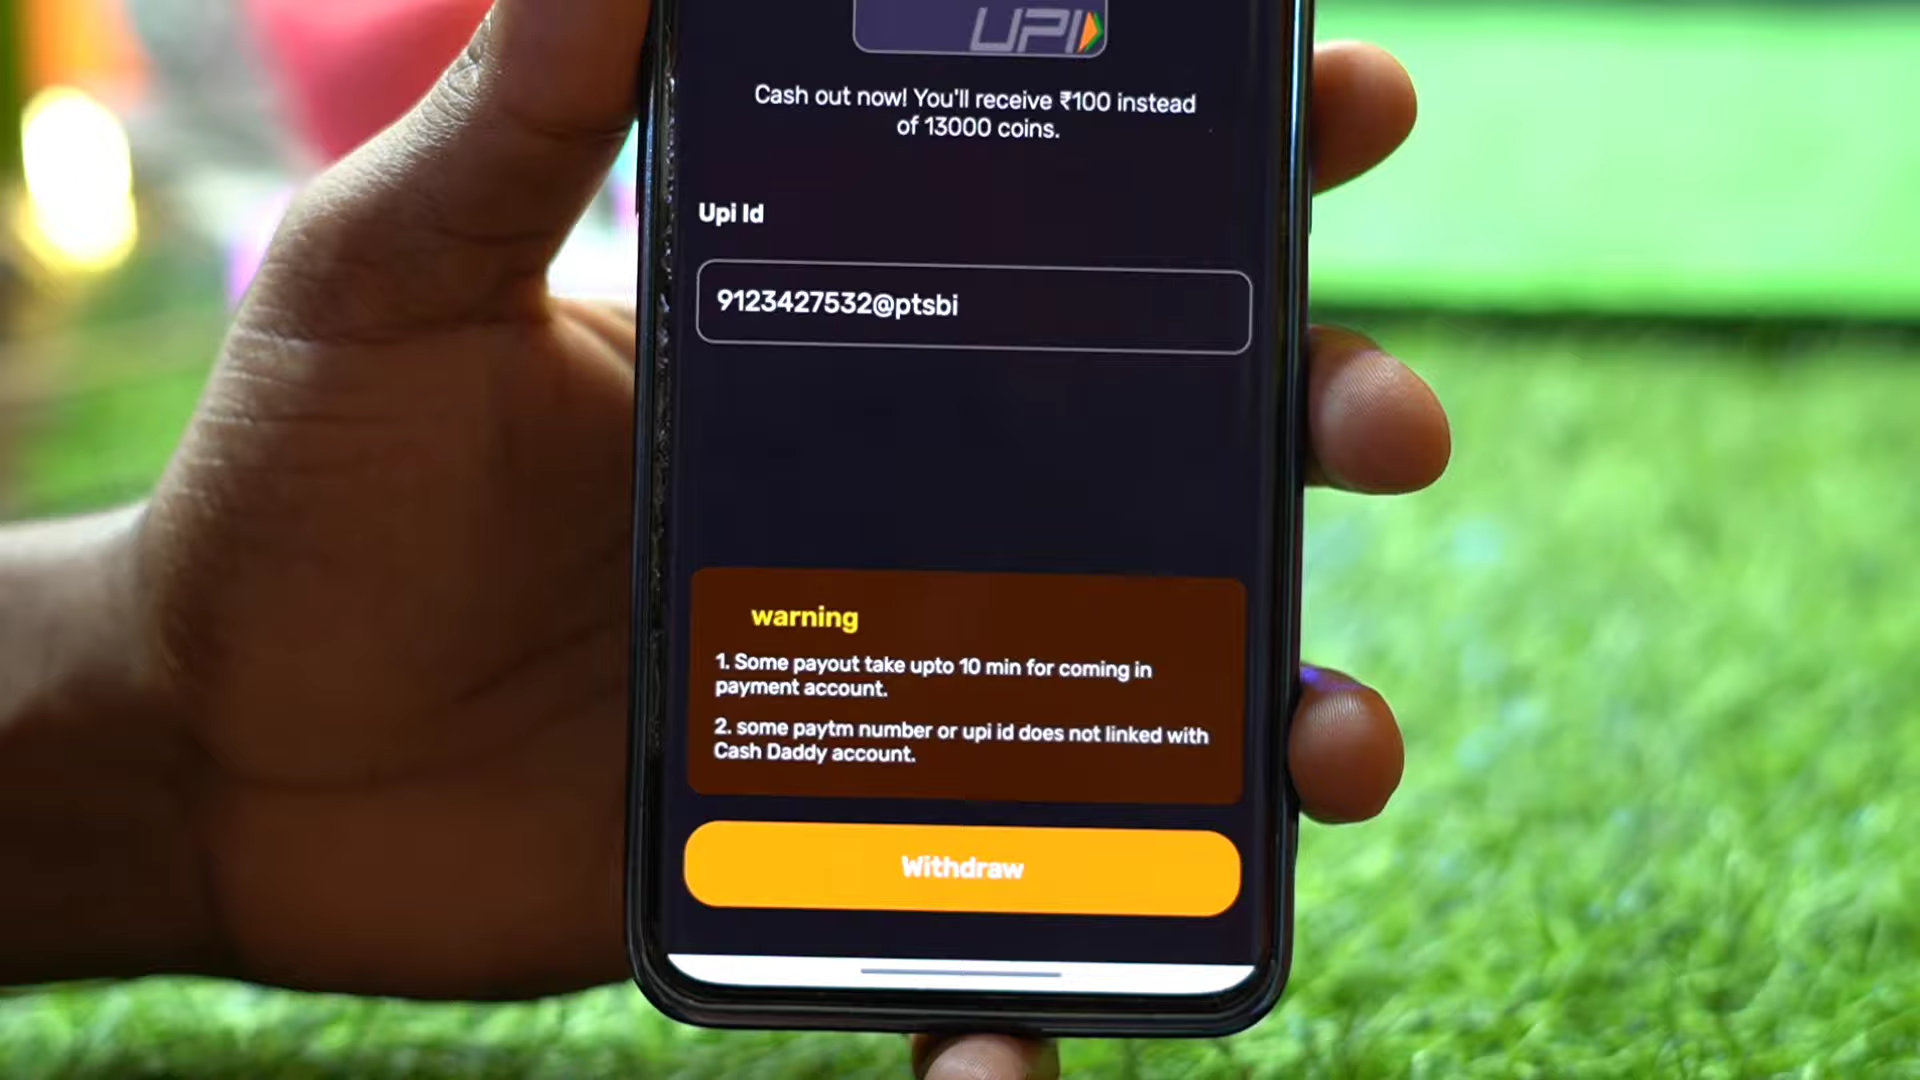 UPI
Cash out now! You'll receive ₹100 instead
of 13000 coins.
Upi Id
9123427532@ptsbi
warning
1. Some payout take upto 10 min for coming in
payment account.
2. some paytm number or upi id does not linked with
Cash Daddy account.
Withdraw